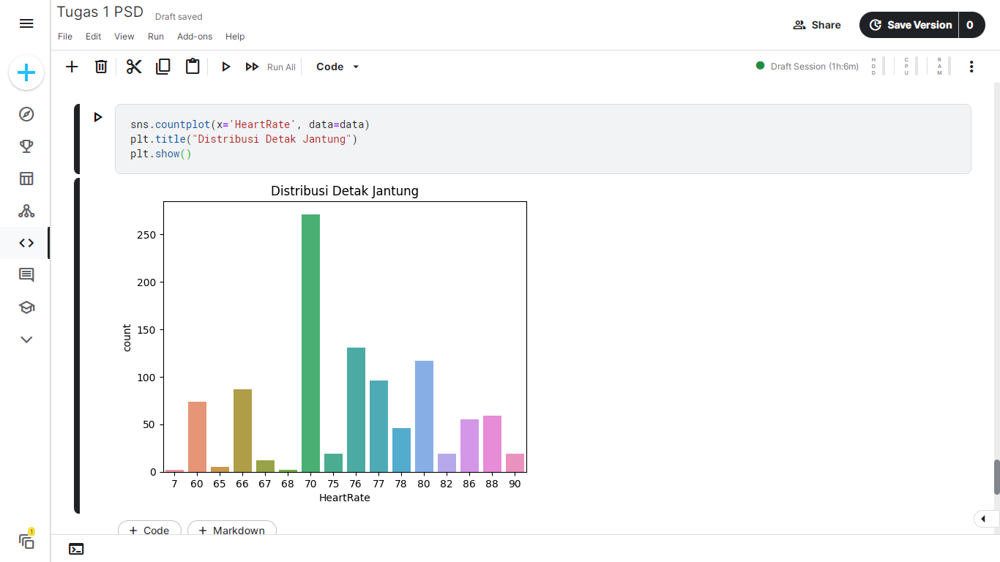 Tugas 1 PSD Draft saved
File Edit View Run Add-ons Help
Share
Save Version 0
Run All
Code
Draft Session (1h:6m)
HDD
CPU
RAM
sns.countplot(x='HeartRate', data=data)
plt.title("Distribusi Detak Jantung")
plt.show()
Distribusi Detak Jantung
250
200
150
100
50
0
count
7 60 65 66 67 68 70 75 76 77 78 80 82 86 88 90
HeartRate
+ Code + Markdown
1